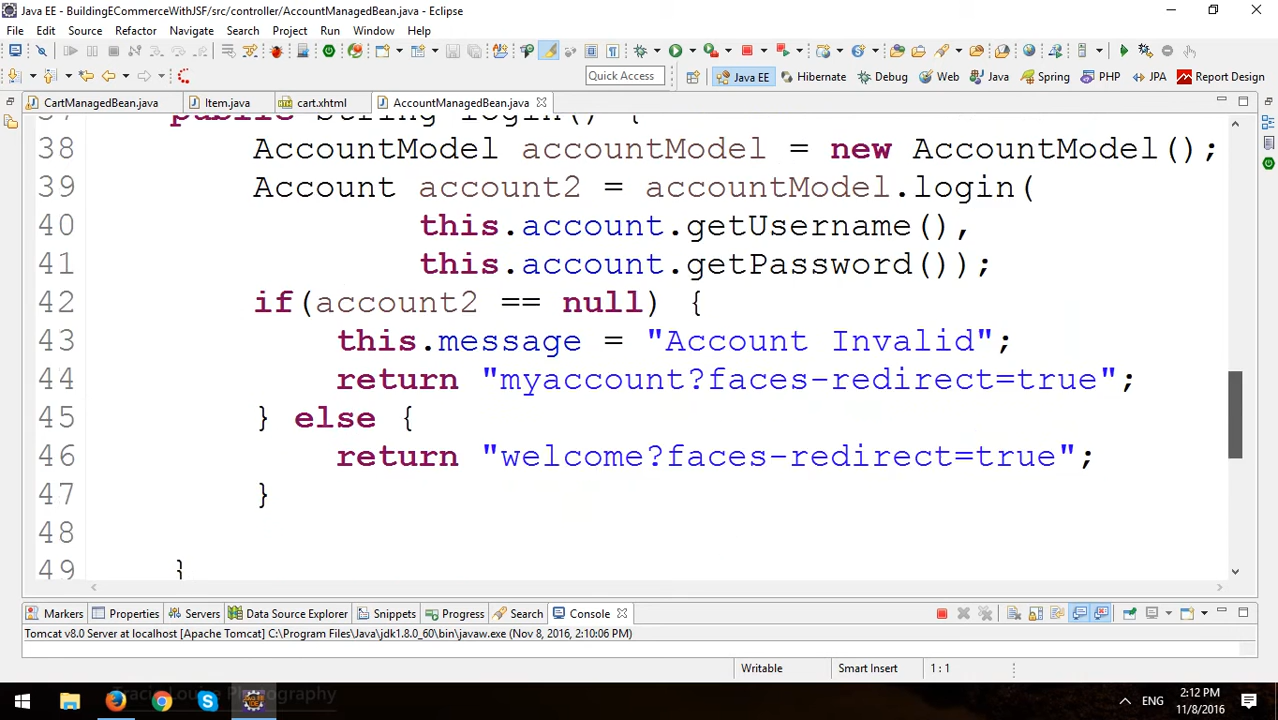 Java EE - BuildingECommerceWithJSF/src/controller/AccountManagedBean.java - Eclipse
File Edit Source Refactor Navigate Search Project Run Window Help
Quick Access Java EE Hibernate Debug Web Java Spring PHP JPA Report Design
CartManagedBean.java Item.java cart.xhtml AccountManagedBean.java
37 public String login() {
38 AccountModel accountModel = new AccountModel();
39 Account account2 = accountModel.login(
40 this.account.getUsername(),
41 this.account.getPassword());
42 if(account2 == null) {
43 this.message = "Account Invalid";
44 return "myaccount?faces-redirect=true";
45 } else {
46 return "welcome?faces-redirect=true";
47 }
48
49 }
Markers Properties Servers Data Source Explorer Snippets Progress Search Console
Tomcat v8.0 Server at localhost [Apache Tomcat] C:\Program Files\Java\jdk1.8.0_60\bin\javaw.exe (Nov 8, 2016, 2:10:06 PM)
Writable Smart Insert 1 : 1
ENG 2:12 PM
11/8/2016